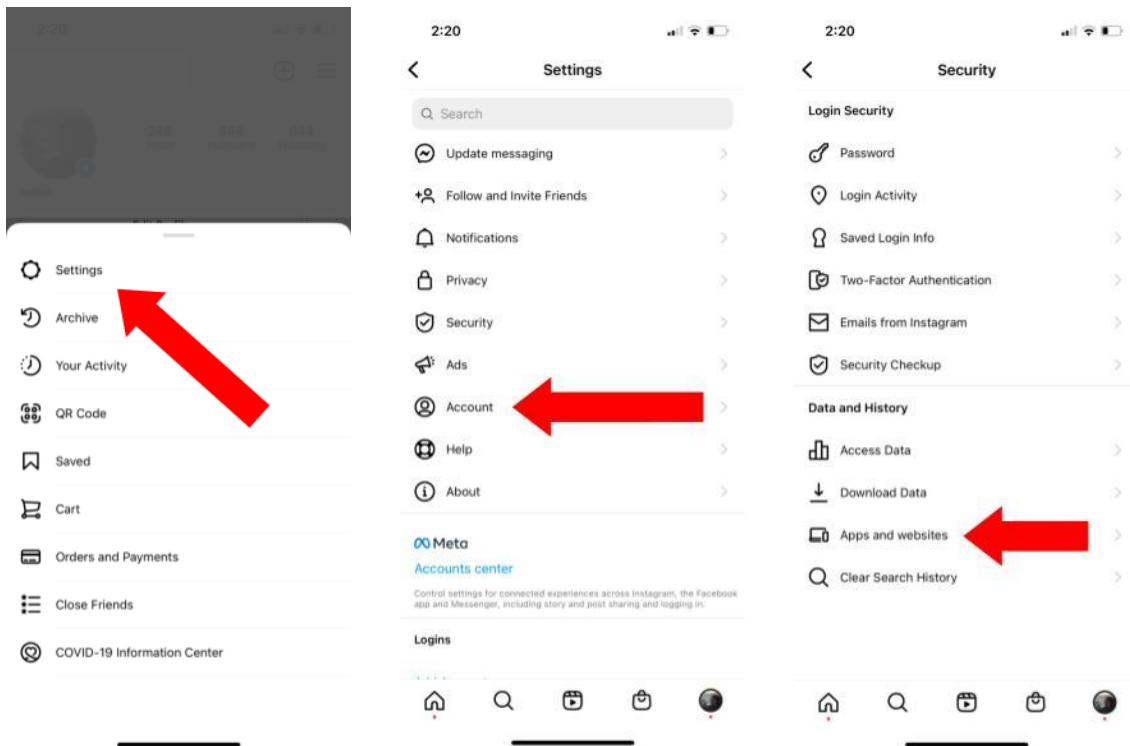 2:20
Settings
Archive
Your Activity
QR Code
Saved
Cart
Orders and Payments
Close Friends
COVID-19 Information Center
2:20
Settings
Search
Update messaging
Follow and Invite Friends
Notifications
Privacy
Security
Ads
Account
Help
About
Meta
Accounts center
Control settings for connected experiences across Instagram, the Facebook
app and Messenger, including story and post sharing and logging in.
Logins
2:20
Security
Login Security
Password
Login Activity
Saved Login Info
Two-Factor Authentication
Emails from Instagram
Security Checkup
Data and History
Access Data
Download Data
Apps and websites
Clear Search History